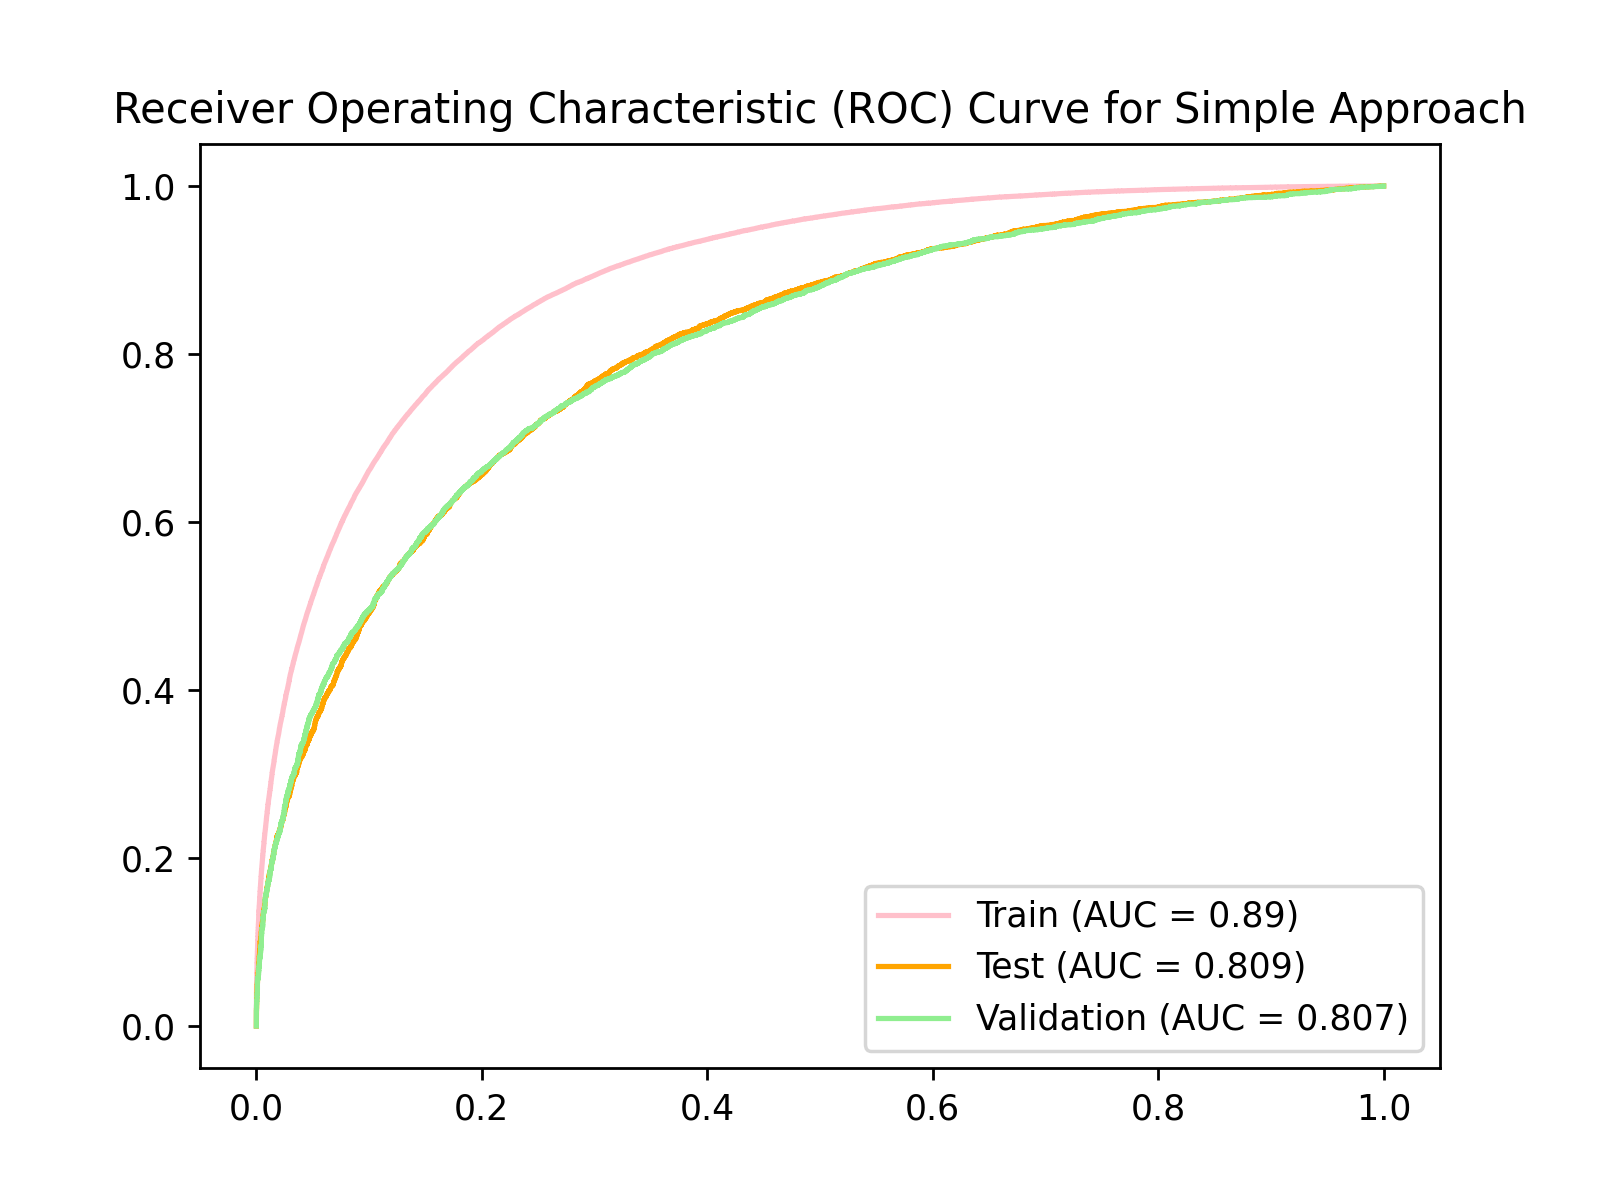 Receiver Operating Characteristic (ROC) Curve for Simple Approach
1.0
0.8
0.6
0.4
0.2
0.0
Train (AUC = 0.89)
Test (AUC = 0.809)
Validation (AUC = 0.807)
0.0 0.2 0.4 0.6 0.8 1.0